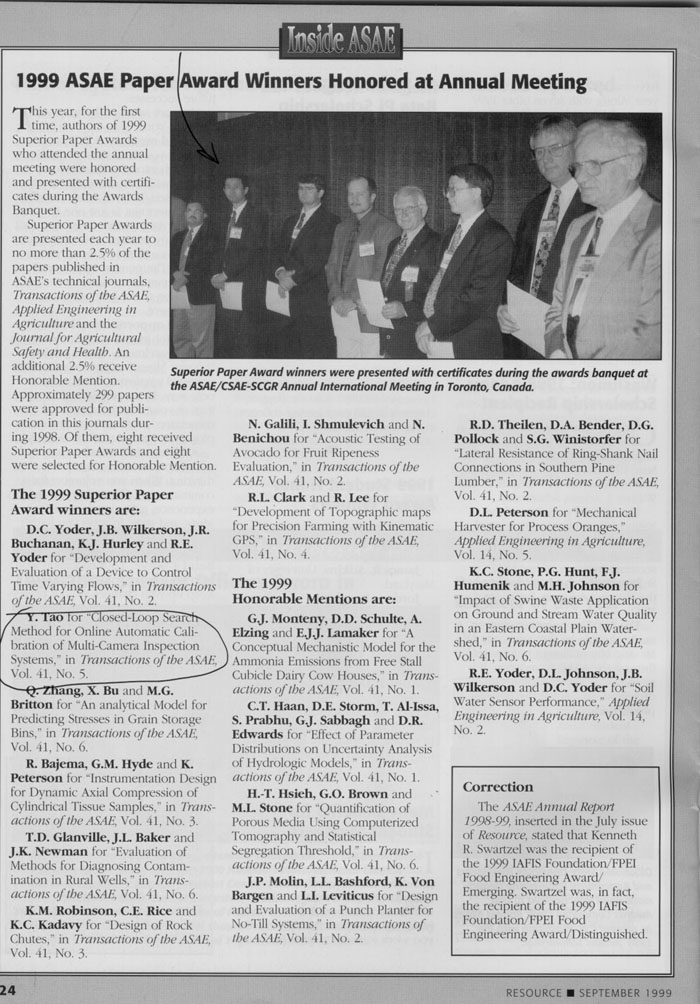 Inside ASAE
1999 ASAE Paper Award Winners Honored at Annual Meeting
This year, for the first
time, authors of 1999
Superior Paper Awards
who attended the annual
meeting were honored
and presented with certifi-
cates during the Awards
Banquet.
Superior Paper Awards
are presented each year to
no more than 2.5% of the
papers published in
ASAE's technical journals,
Transactions of the ASAE,
Applied Engineering in
Agriculture and the
Journal for Agricultural
Safety and Health. An
additional 2.5% receive
Honorable Mention.
Approximately 299 papers
were approved for publi-
cation in this journals dur-
ing 1998. Of them, eight received
Superior Paper Awards and eight
were selected for Honorable Mention.
Superior Paper Award winners were presented with certificates during the awards banquet at
the ASAE/CSAE-SCGR Annual International Meeting in Toronto, Canada.
The 1999 Superior Paper
Award winners are:
D.C. Yoder, J.B. Wilkerson, J.R.
Buchanan, K.J. Hurley and R.E.
Yoder for "Development and
Evaluation of a Device to Control
Time Varying Flows," in Transactions
of the ASAE, Vol. 41, No. 2.
Y. Tao for "Closed-Loop Search
Method for Online Automatic Cali-
bration of Multi-Camera Inspection
Systems," in Transactions of the ASAE,
Vol. 41, No. 5.
Q. Zhang, X. Bu and M.G.
Britton for "An analytical Model for
Predicting Stresses in Grain Storage
Bins," in Transactions of the ASAE,
Vol. 41, No. 6.
R. Bajema, G.M. Hyde and K.
Peterson for "Instrumentation Design
for Dynamic Axial Compression of
Cylindrical Tissue Samples," in Trans-
actions of the ASAE, Vol. 41, No. 3.
T.D. Glanville, J.L. Baker and
J.K. Newman for "Evaluation of
Methods for Diagnosing Contam-
ination in Rural Wells," in Trans-
actions of the ASAE, Vol. 41, No. 6.
K.M. Robinson, C.E. Rice and
K.C. Kadavy for "Design of Rock
Chutes," in Transactions of the ASAE,
Vol. 41, No. 3.
N. Galili, I. Shmulevich and N.
Benichou for "Acoustic Testing of
Avocado for Fruit Ripeness
Evaluation," in Transactions of the
ASAE, Vol. 41, No. 2.
R.L. Clark and R. Lee for
"Development of Topographic maps
for Precision Farming with Kinematic
GPS," in Transactions of the ASAE,
Vol. 41, No. 4.
The 1999
Honorable Mentions are:
G.J. Monteny, D.D. Schulte, A.
Elzing and E.J.J. Lamaker for "A
Conceptual Mechanistic Model for the
Ammonia Emissions from Free Stall
Cubicle Dairy Cow Houses," in Trans-
actions of the ASAE, Vol. 41, No. 1.
C.T. Haan, D.E. Storm, T. Al-Issa,
S. Prabhu, G.J. Sabbagh and D.R.
Edwards for "Effect of Parameter
Distributions on Uncertainty Analysis
of Hydrologic Models," in Trans-
actions of the ASAE, Vol. 41, No. 1.
H.-T. Hsieh, G.O. Brown and
M.L. Stone for "Quantification of
Porous Media Using Computerized
Tomography and Statistical
Segregation Threshold," in Trans-
actions of the ASAE, Vol. 41, No. 6.
J.P. Molin, L.L. Bashford, K. Von
Bargen and L.I. Leviticus for "Design
and Evaluation of a Punch Planter for
No-Till Systems," in Transactions of
the ASAE, Vol. 41, No. 2.
R.D. Theilen, D.A. Bender, D.G.
Pollock and S.G. Winistorfer for
"Lateral Resistance of Ring-Shank Nail
Connections in Southern Pine
Lumber," in Transactions of the ASAE,
Vol. 41, No. 2.
D.L. Peterson for "Mechanical
Harvester for Process Oranges,"
Applied Engineering in Agriculture,
Vol. 14, No. 5.
K.C. Stone, P.G. Hunt, F.J.
Humenik and M.H. Johnson for
"Impact of Swine Waste Application
on Ground and Stream Water Quality
in an Eastern Coastal Plain Water-
shed," in Transactions of the ASAE,
Vol. 41, No. 6.
R.E. Yoder, D.L. Johnson, J.B.
Wilkerson and D.C. Yoder for "Soil
Water Sensor Performance," Applied
Engineering in Agriculture, Vol. 14,
No. 2.
Correction
The ASAE Annual Report
1998-99, inserted in the July issue
of Resource, stated that Kenneth
R. Swartzel was the recipient of
the 1999 IAFIS Foundation/FPEI
Food Engineering Award/
Emerging. Swartzel was, in fact,
the recipient of the 1999 IAFIS
Foundation/FPEI Food
Engineering Award/Distinguished.
24
RESOURCE ■ SEPTEMBER 1999